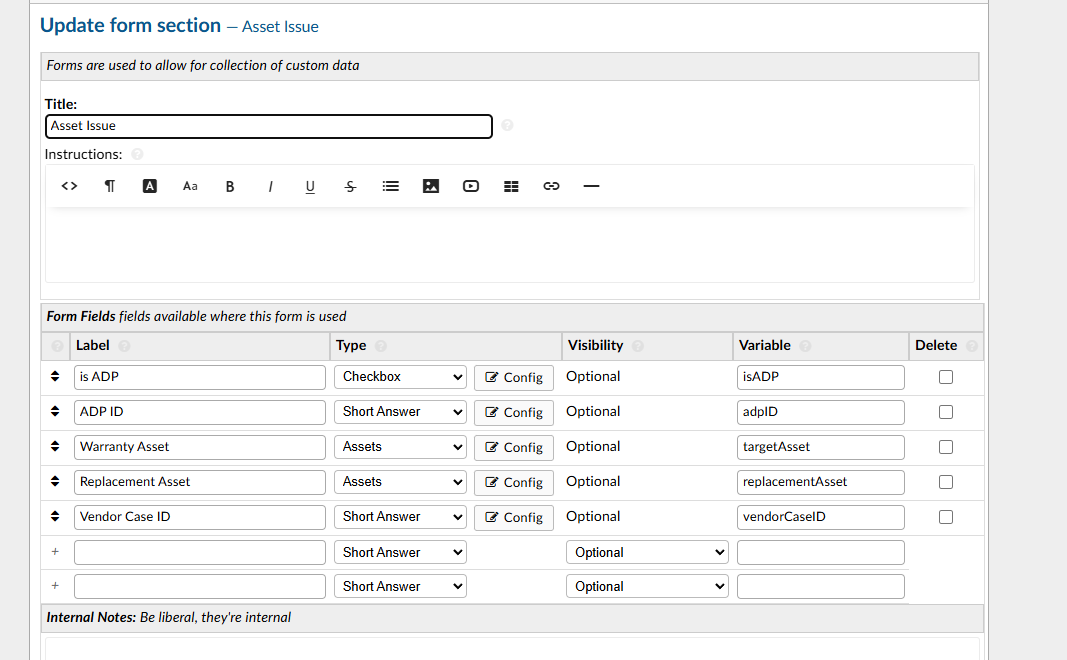 Update form section — Asset Issue
Forms are used to allow for collection of custom data
Title:
Asset Issue
Instructions:
A Aa B I U S
Form Fields fields available where this form is used
Label Type Visibility Variable Delete
is ADP Checkbox Config Optional isADP
ADP ID Short Answer Config Optional adpID
Warranty Asset Assets Config Optional targetAsset
Replacement Asset Assets Config Optional replacementAsset
Vendor Case ID Short Answer Config Optional vendorCaseID
+ Short Answer Optional
+ Short Answer Optional
Internal Notes: Be liberal, they're internal